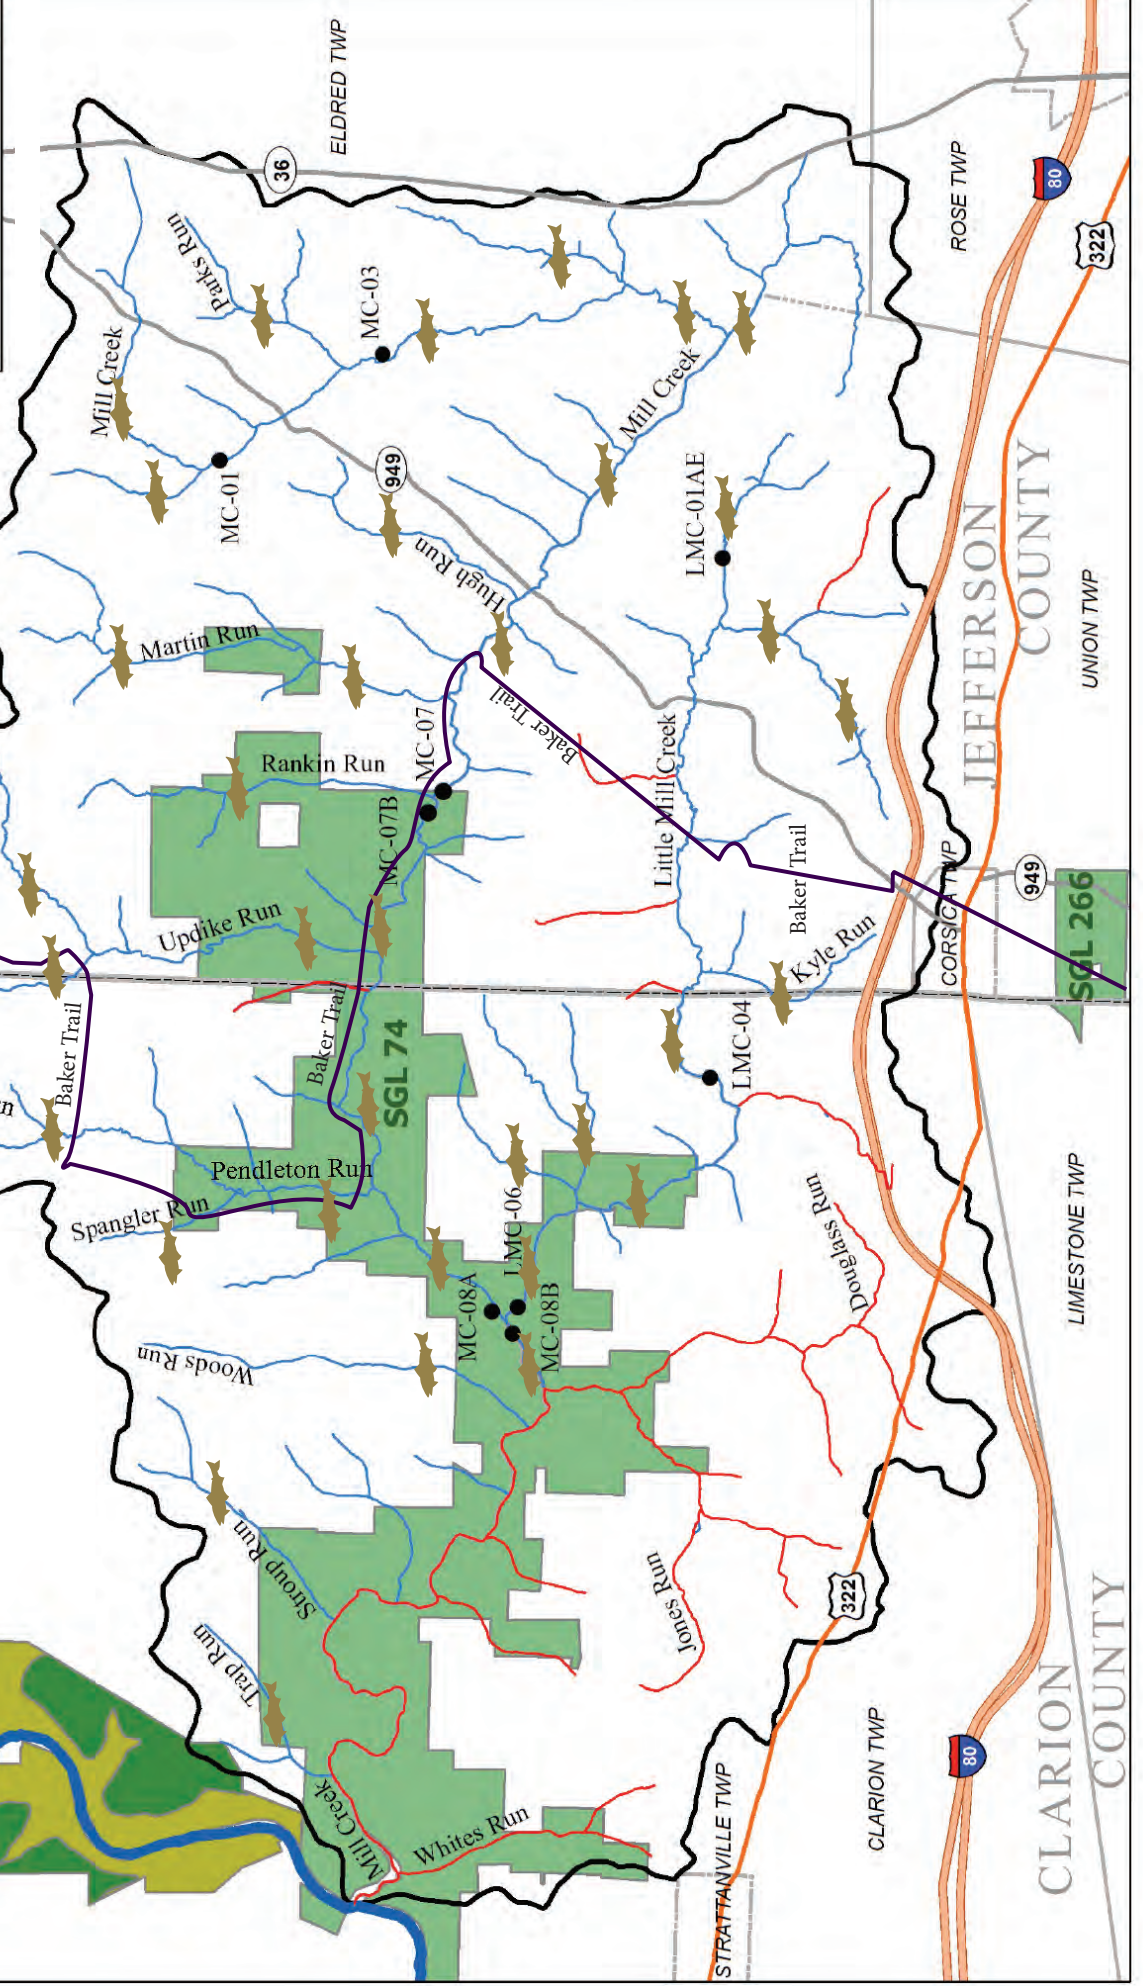 ELDRED TWP
36
Parks Run
MC-03
Mill Creek
MC-01
949
Mill Creek
ROSE TWP
80
322
LMC-01AE
Hugh Run
Martin Run
JEFFERSON
COUNTY
UNION TWP
Baker Trail
MC-07
Rankin Run
MC-07B
Little Mill Creek
Updike Run
Baker Trail
Kyle Run
CORSICA TWP
949
SGL 266
Baker Trail
Baker Trail
SGL 74
LMC-04
Pendleton Run
Spangler Run
LMC-06
Douglass Run
LIMESTONE TWP
MC-08A
MC-08B
Woods Run
Stroup Run
Trap Run
Jones Run
322
Mill Creek
Whites Run
STRATTANVILLE TWP
CLARION TWP
80
CLARION
COUNTY